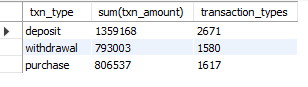 txn_type sum(txn_amount) transaction_types
deposit 1359168 2671
withdrawal 793003 1580
purchase 806537 1617